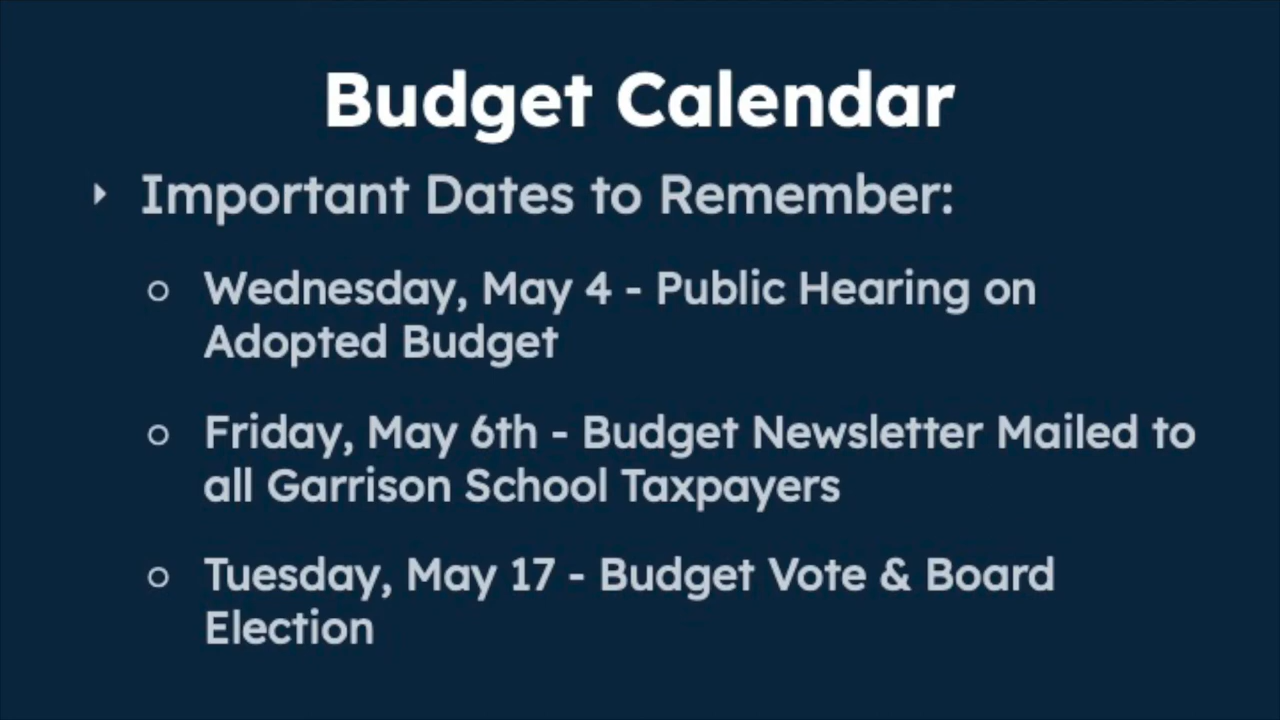 Budget Calendar
Important Dates to Remember:
Wednesday, May 4 - Public Hearing on
Adopted Budget
Friday, May 6th - Budget Newsletter Mailed to
all Garrison School Taxpayers
Tuesday, May 17 - Budget Vote & Board
Election